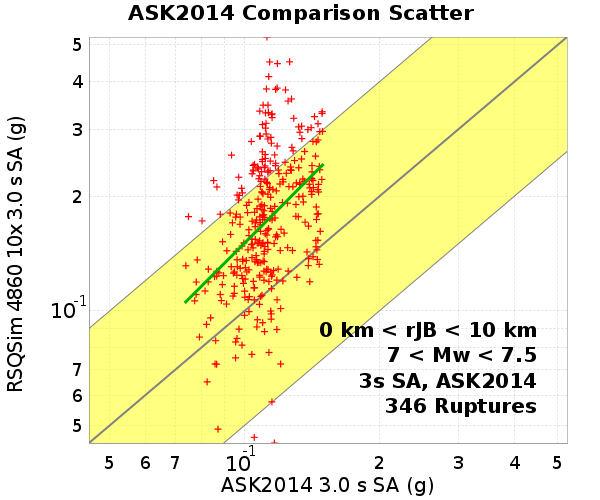 ASK2014 Comparison Scatter
RSQSim 4860 10x 3.0 s SA (g)
5
4
3
2
10-1
7
6
5
0 km < rJB < 10 km
7 < Mw < 7.5
3s SA, ASK2014
346 Ruptures
5 6 7 10-1 2 3 4 5
ASK2014 3.0 s SA (g)